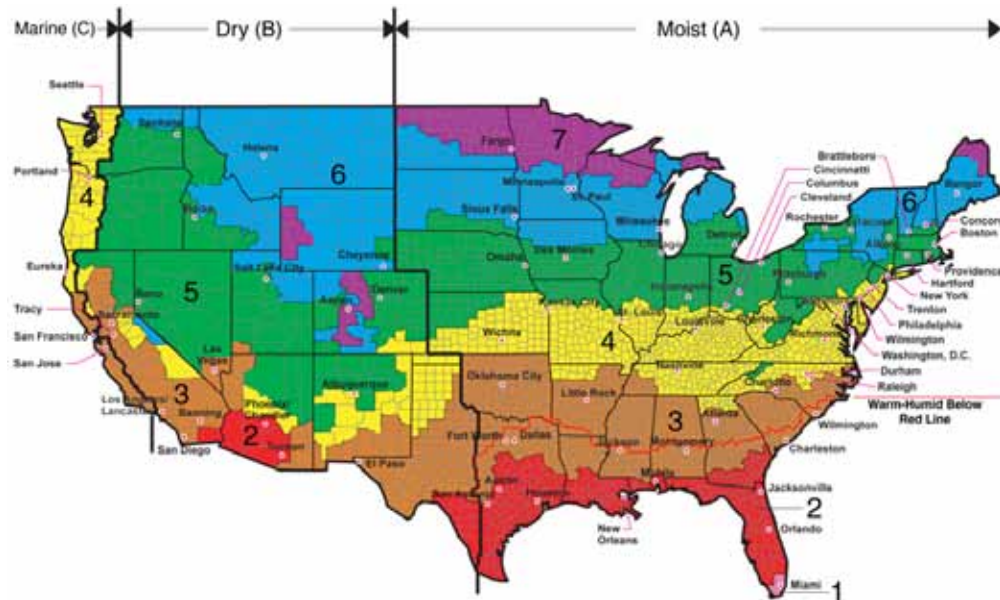 Marine (C)
Dry (B)
Moist (A)
Seattle
Spokane
Portland
4
Helena
6
Boise
Eureka
5
Reno
Salt Lake City
Cheyenne
Aspen
Denver
Tracy
Sacramento
San Francisco
San Jose
Las
Vegas
3
Los Angeles
Lancaster
Banning
San Diego
Phoenix
2
Tucson
Albuquerque
El Paso
Fargo
7
Minneapolis
St. Paul
Sioux Falls
Milwaukee
Chicago
Detroit
Omaha
Des Moines
Indianapolis
5
Pittsburgh
Kansas City
St. Louis
Louisville
Charleston
Wichita
4
Nashville
Richmond
Charlotte
Oklahoma City
Little Rock
3
Atlanta
Fort Worth
Dallas
Jackson
Montgomery
Mobile
Austin
San Antonio
Houston
New
Orleans
Brattleboro
Cincinnatti
Columbus
Cleveland
Rochester
6
Bangor
Albany
Concord
Boston
Providence
Hartford
New York
Trenton
Philadelphia
Wilmington
Washington, D.C.
Durham
Raleigh
Warm-Humid Below
Red Line
Wilmington
Charleston
Jacksonville
2
Orlando
Miami
1